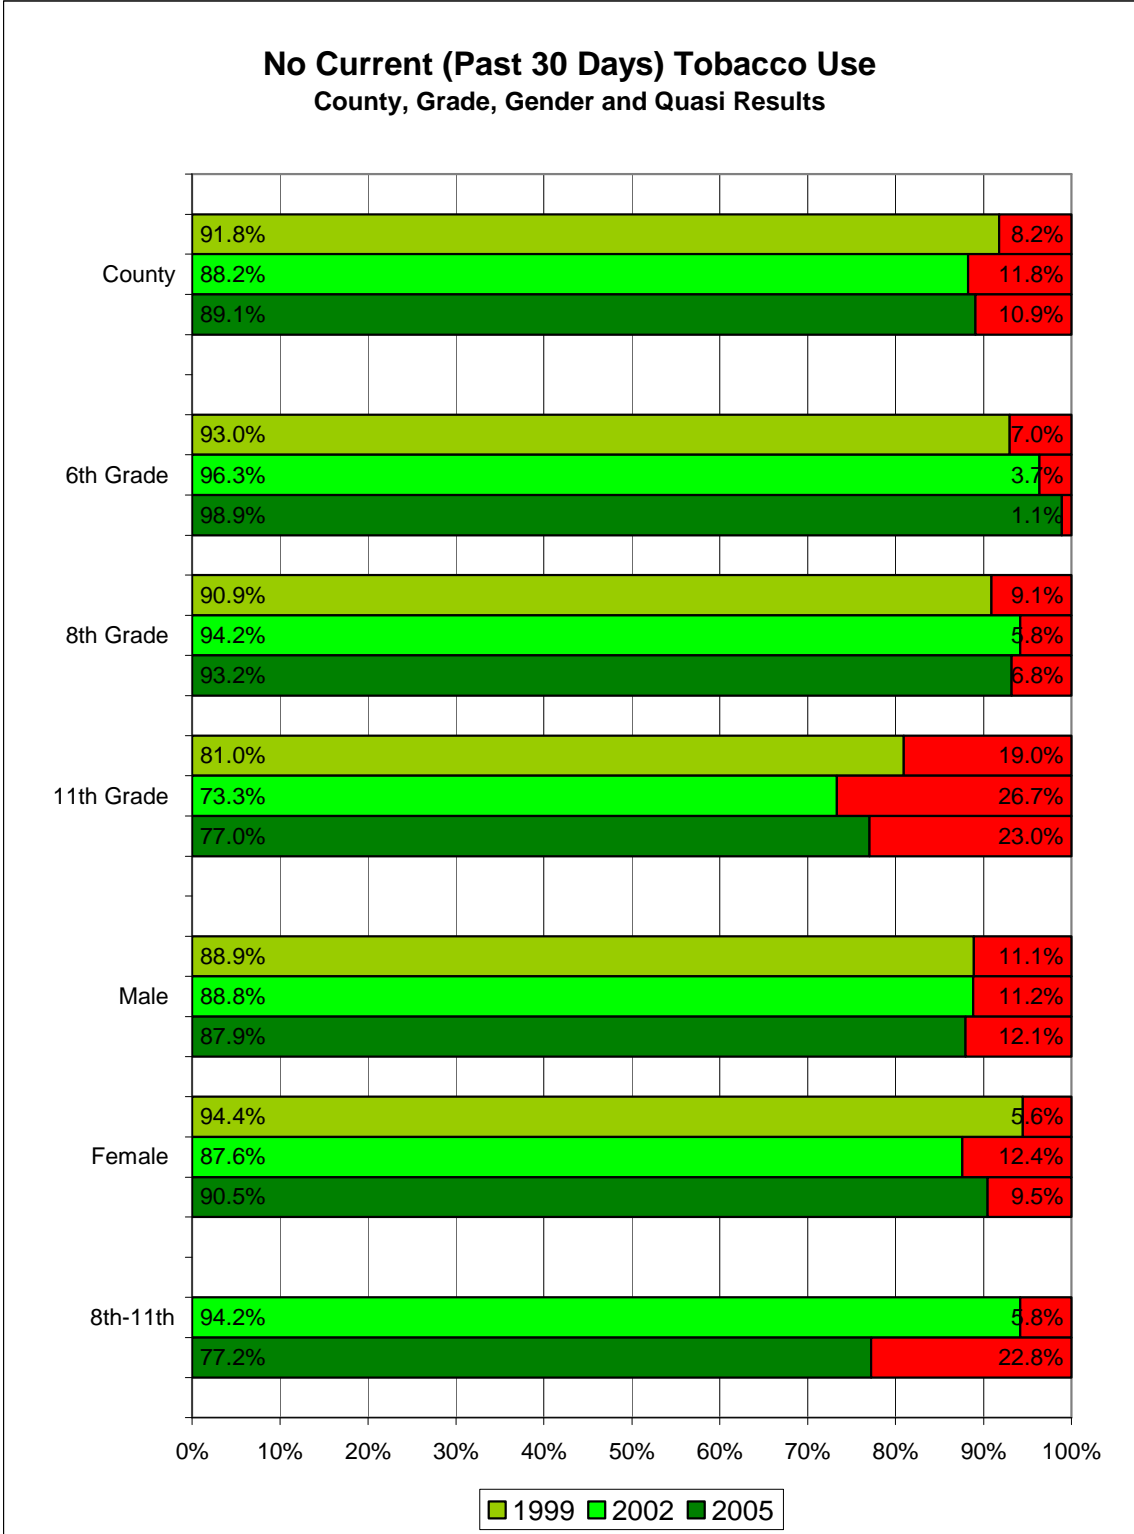 No Current (Past 30 Days) Tobacco Use
County, Grade, Gender and Quasi Results
91.8% 8.2%
County 88.2% 11.8%
89.1% 10.9%
93.0% 7.0%
6th Grade 96.3% 3.7%
98.9% 1.1%
90.9% 9.1%
8th Grade 94.2% 5.8%
93.2% 6.8%
81.0% 19.0%
11th Grade 73.3% 26.7%
77.0% 23.0%
88.9% 11.1%
Male 88.8% 11.2%
87.9% 12.1%
94.4% 5.6%
Female 87.6% 12.4%
90.5% 9.5%
8th-11th 94.2% 5.8%
77.2% 22.8%
0% 10% 20% 30% 40% 50% 60% 70% 80% 90% 100%
1999 2002 2005